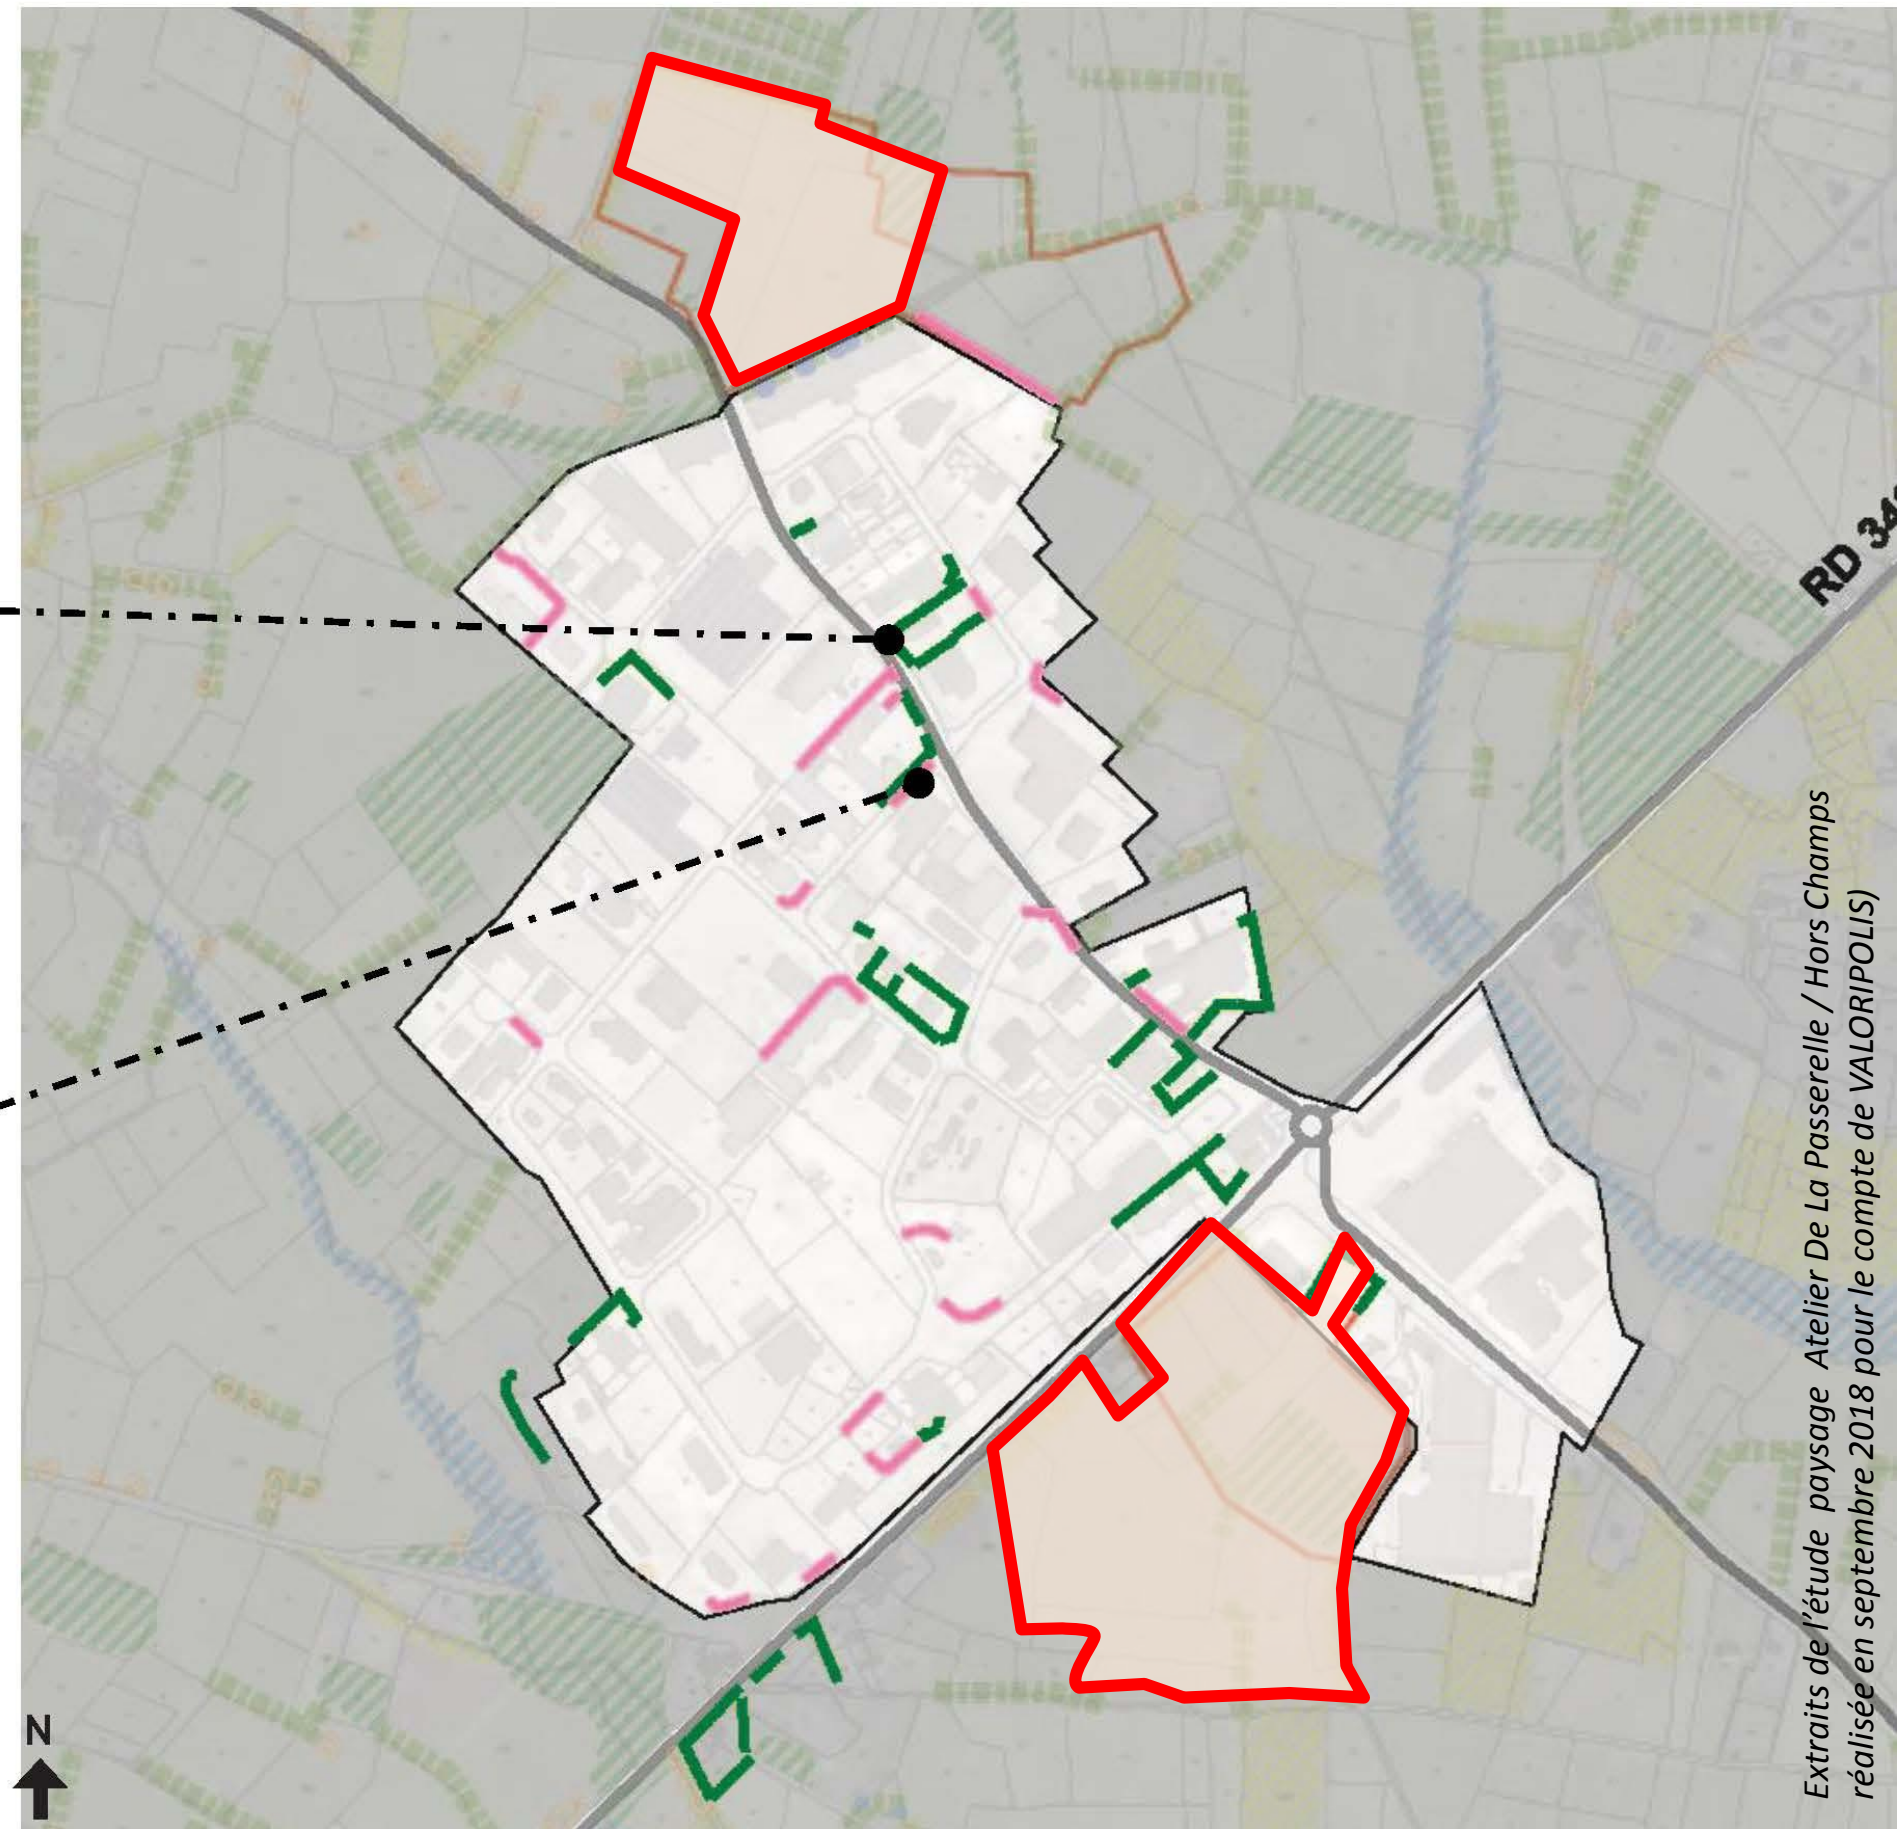 RD 34
Extraits de l'étude paysage Atelier De La Passerelle / Hors Champs
réalisée en septembre 2018 pour le compte de VALORIPOLIS)
N